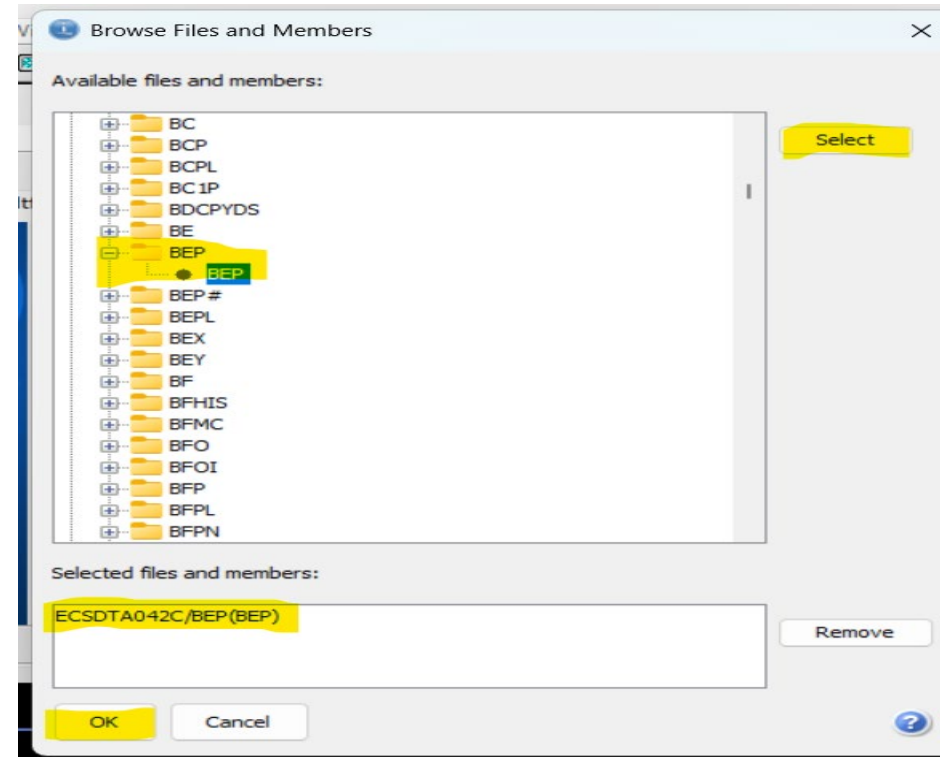 Browse Files and Members
Available files and members:
BC
BCP
BCPL
BC1P
BDCPYDS
BE
BEP
BEP
BEP#
BEPL
BEX
BEY
BF
BFHIS
BFMC
BFO
BFOI
BFP
BFPL
BFPN
Select
Selected files and members:
ECSDTA042C/BEP(BEP)
Remove
OK
Cancel